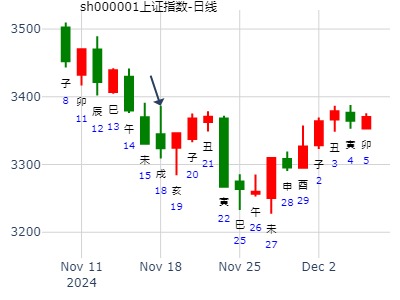 sh000001上证指数-日线
3500
3400
3300
3200
子
8
卯
11
辰
12
巳
13
午
14
未
15
戌
18
亥
19
子
20
丑
21
寅
22
巳
25
午
26
未
27
申
28
酉
29
子
2
丑
3
寅
4
卯
5
Nov 11
2024
Nov 18
Nov 25
Dec 2